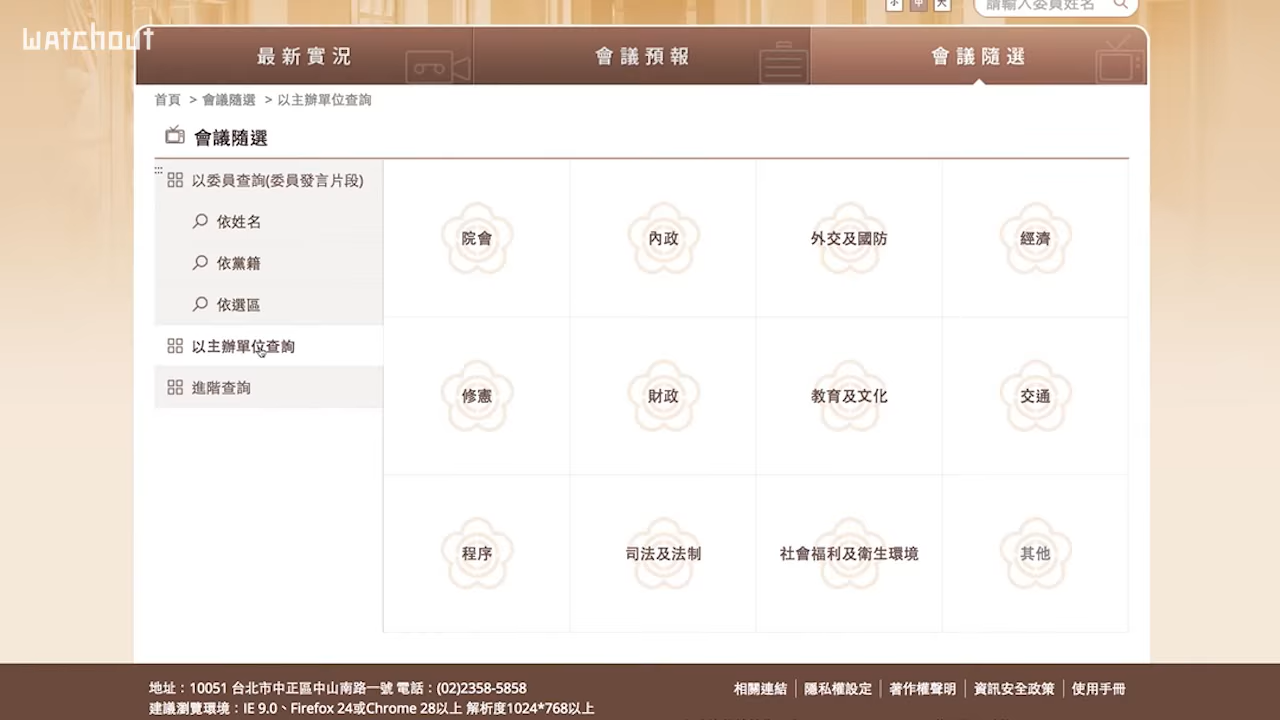 小 中 大
請輸入委員姓名
watchout
最新實況 會議預報 會議隨選
首頁 > 會議隨選 > 以主辦單位查詢
會議隨選
:::
以委員查詢(委員發言片段)
依姓名
依黨籍
依選區
以主辦單位查詢
進階查詢
院會 內政 外交及國防 經濟
修憲 財政 教育及文化 交通
程序 司法及法制 社會福利及衛生環境 其他
地址：10051 台北市中正區中山南路一號 電話：(02)2358-5858
建議瀏覽環境：IE 9.0、Firefox 24或Chrome 28以上 解析度1024*768以上
相關連結 隱私權設定 著作權聲明 資訊安全政策 使用手冊